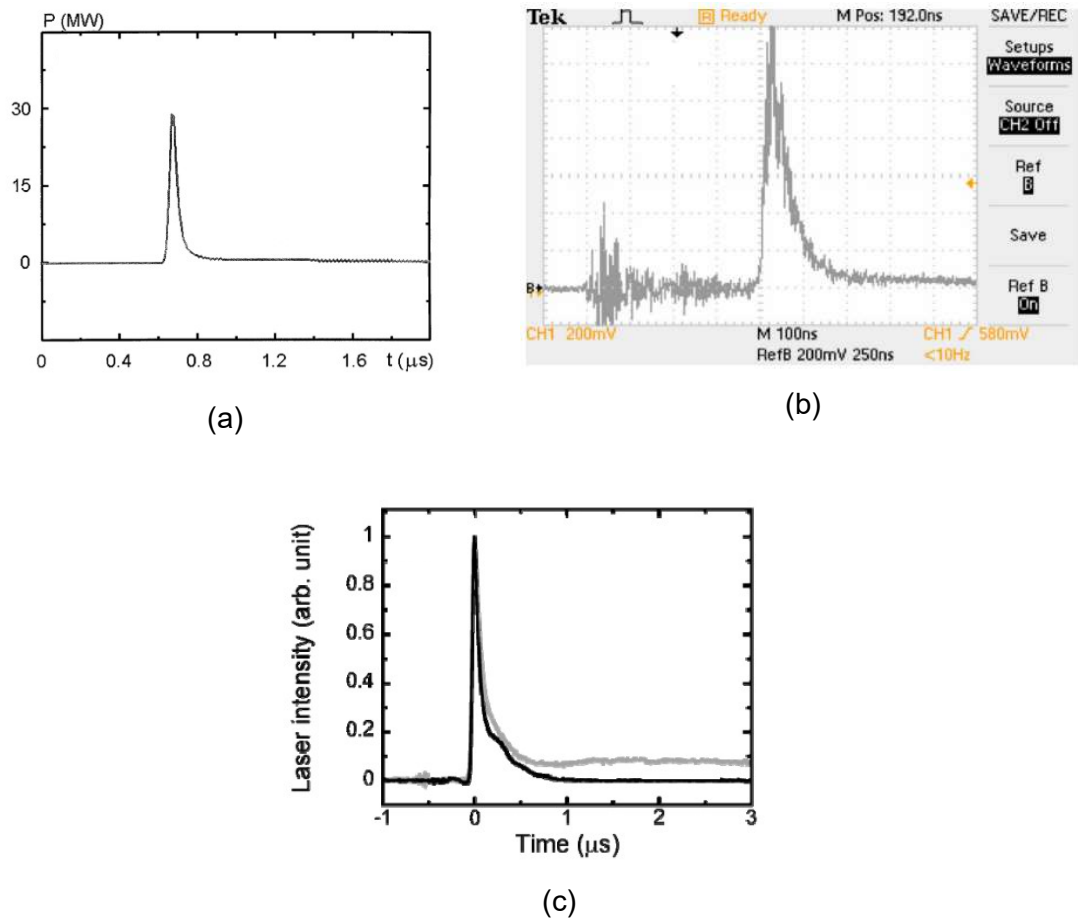 P (MW)
30
15
0
0 0.4 0.8 1.2 1.6 t (μs)
(a)
Tek R Ready M Pos: 192.0ns SAVE/REC
Setups
Waveforms
Source
CH2 Off
Ref
B
Save
Ref B
On
B
CH1 200mV M 100ns CH1 580mV
RefB 200mV 250ns <10Hz
(b)
Laser intensity (arb. unit)
1
0.8
0.6
0.4
0.2
0
-1 0 1 2 3
Time (μs)
(c)